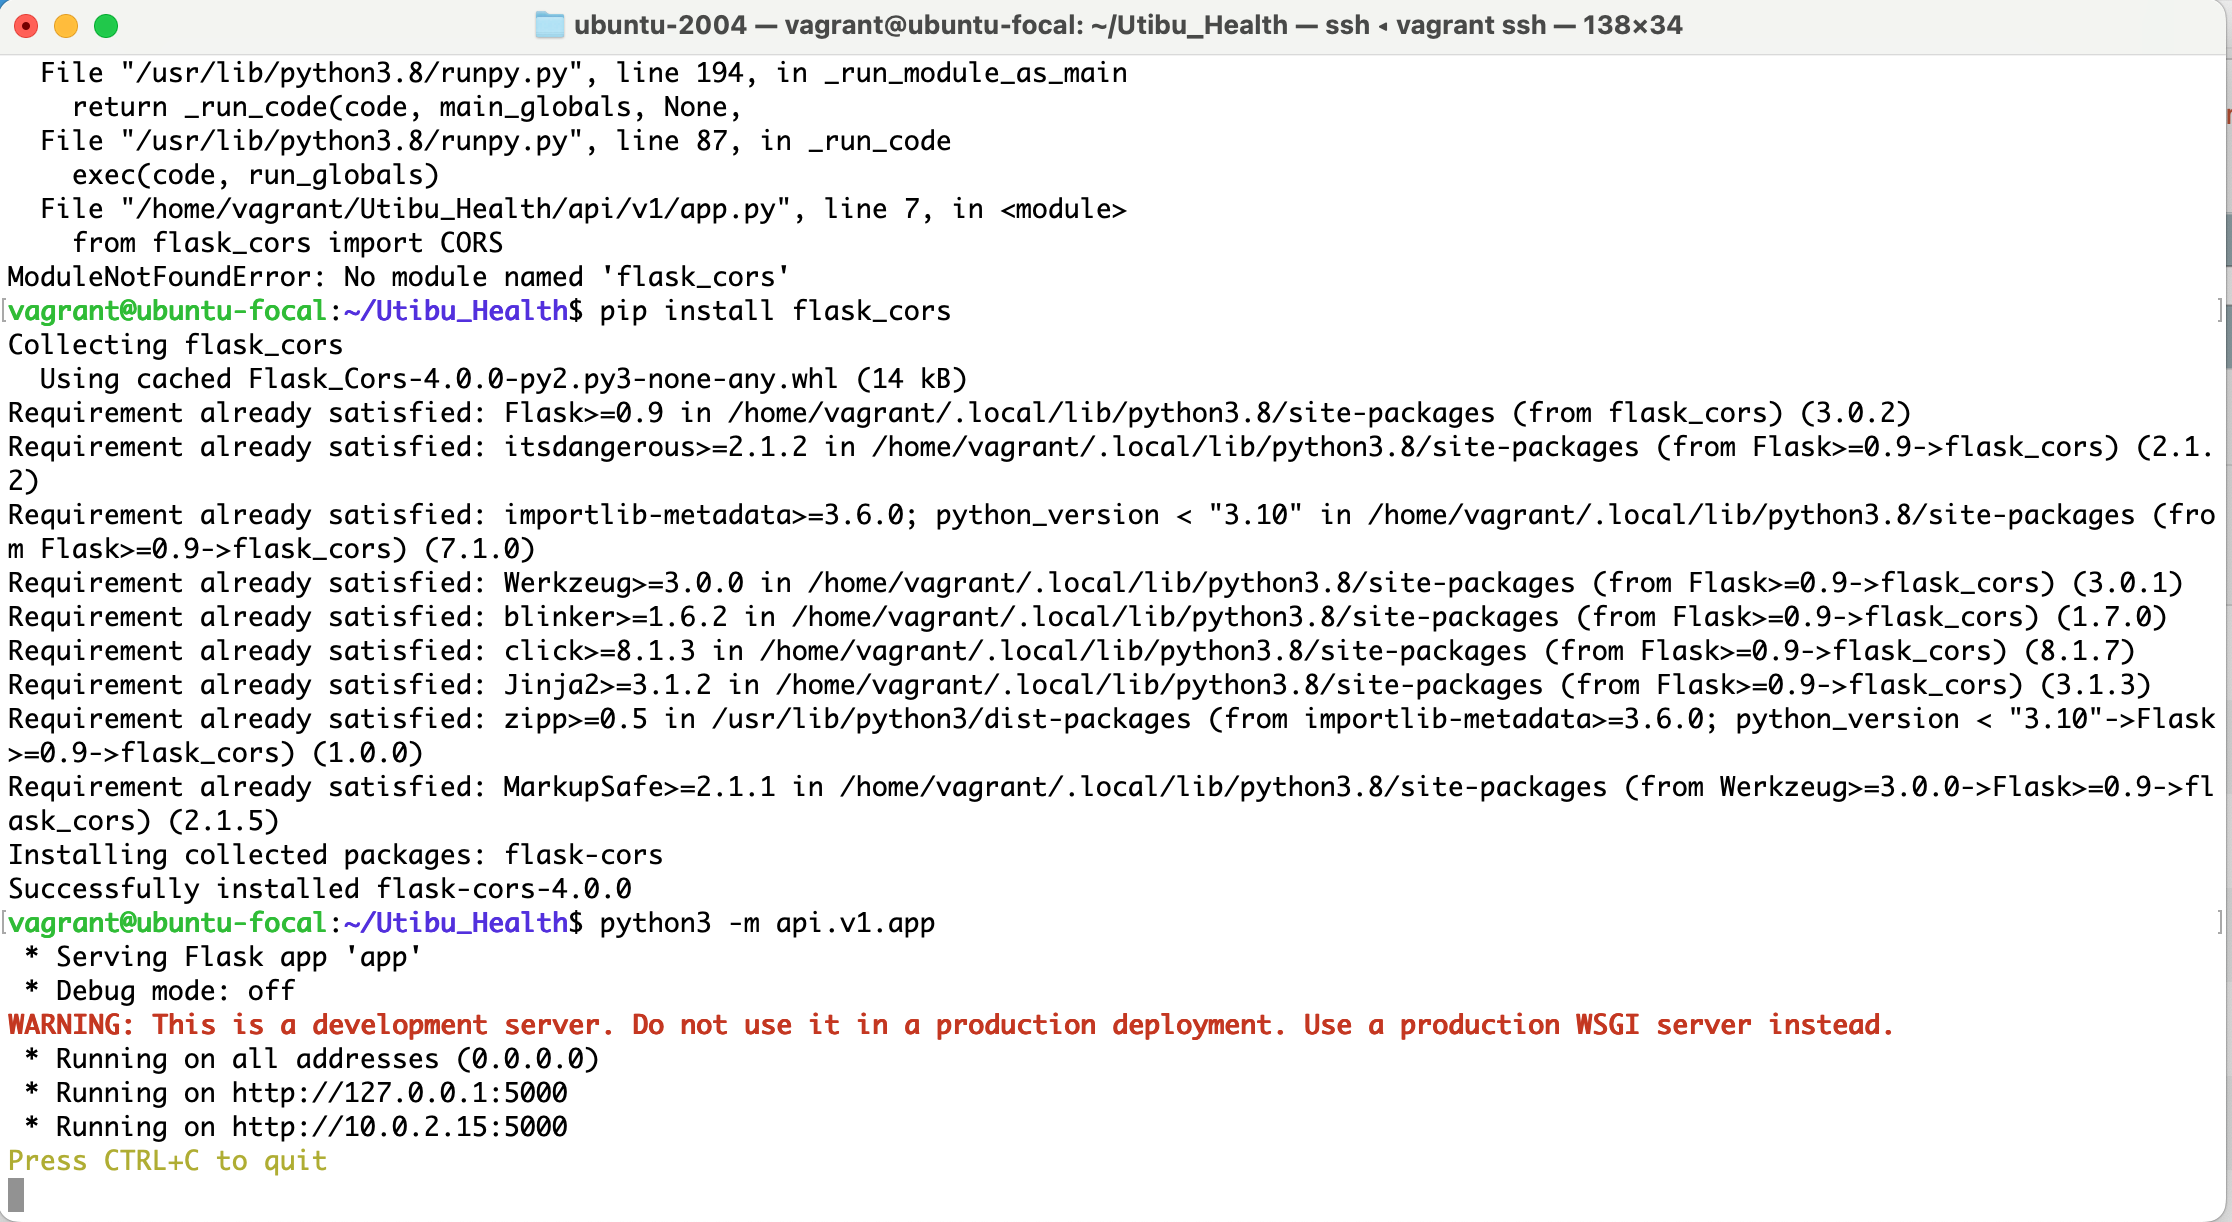 ubuntu-2004 — vagrant@ubuntu-focal: ~/Utibu_Health — ssh ◂ vagrant ssh — 138×34
  File "/usr/lib/python3.8/runpy.py", line 194, in _run_module_as_main
    return _run_code(code, main_globals, None,
  File "/usr/lib/python3.8/runpy.py", line 87, in _run_code
    exec(code, run_globals)
  File "/home/vagrant/Utibu_Health/api/v1/app.py", line 7, in <module>
    from flask_cors import CORS
ModuleNotFoundError: No module named 'flask_cors'
[vagrant@ubuntu-focal:~/Utibu_Health$ pip install flask_cors ]
Collecting flask_cors
  Using cached Flask_Cors-4.0.0-py2.py3-none-any.whl (14 kB)
Requirement already satisfied: Flask>=0.9 in /home/vagrant/.local/lib/python3.8/site-packages (from flask_cors) (3.0.2)
Requirement already satisfied: itsdangerous>=2.1.2 in /home/vagrant/.local/lib/python3.8/site-packages (from Flask>=0.9->flask_cors) (2.1.
2)
Requirement already satisfied: importlib-metadata>=3.6.0; python_version < "3.10" in /home/vagrant/.local/lib/python3.8/site-packages (fro
m Flask>=0.9->flask_cors) (7.1.0)
Requirement already satisfied: Werkzeug>=3.0.0 in /home/vagrant/.local/lib/python3.8/site-packages (from Flask>=0.9->flask_cors) (3.0.1)
Requirement already satisfied: blinker>=1.6.2 in /home/vagrant/.local/lib/python3.8/site-packages (from Flask>=0.9->flask_cors) (1.7.0)
Requirement already satisfied: click>=8.1.3 in /home/vagrant/.local/lib/python3.8/site-packages (from Flask>=0.9->flask_cors) (8.1.7)
Requirement already satisfied: Jinja2>=3.1.2 in /home/vagrant/.local/lib/python3.8/site-packages (from Flask>=0.9->flask_cors) (3.1.3)
Requirement already satisfied: zipp>=0.5 in /usr/lib/python3/dist-packages (from importlib-metadata>=3.6.0; python_version < "3.10"->Flask
>=0.9->flask_cors) (1.0.0)
Requirement already satisfied: MarkupSafe>=2.1.1 in /home/vagrant/.local/lib/python3.8/site-packages (from Werkzeug>=3.0.0->Flask>=0.9->fl
ask_cors) (2.1.5)
Installing collected packages: flask-cors
Successfully installed flask-cors-4.0.0
[vagrant@ubuntu-focal:~/Utibu_Health$ python3 -m api.v1.app ]
 * Serving Flask app 'app'
 * Debug mode: off
WARNING: This is a development server. Do not use it in a production deployment. Use a production WSGI server instead.
 * Running on all addresses (0.0.0.0)
 * Running on http://127.0.0.1:5000
 * Running on http://10.0.2.15:5000
Press CTRL+C to quit